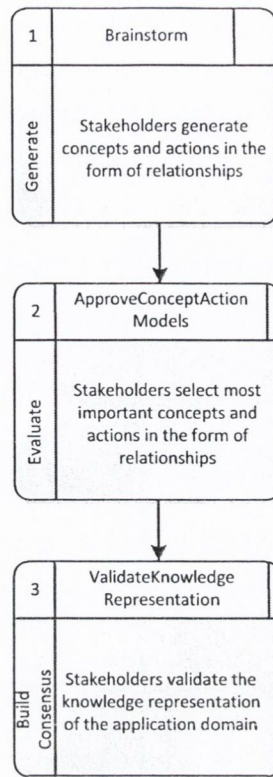 1
Brainstorm
Generate
Stakeholders generate
concepts and actions in the
form of relationships
2
ApproveConceptAction
Models
Evaluate
Stakeholders select most
important concepts and
actions in the form of
relationships
3
ValidateKnowledge
Representation
Build
Consensus
Stakeholders validate the
knowledge representation
of the application domain